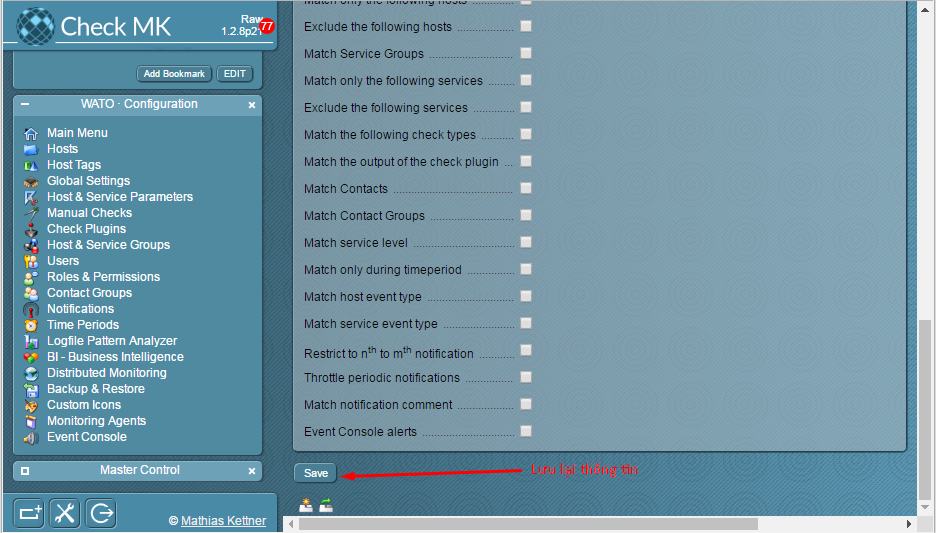 Check MK
Raw
1.2.8p21
77
Add Bookmark
EDIT
WATO · Configuration
Main Menu
Hosts
Host Tags
Global Settings
Host & Service Parameters
Manual Checks
Check Plugins
Host & Service Groups
Users
Roles & Permissions
Contact Groups
Notifications
Time Periods
Logfile Pattern Analyzer
BI - Business Intelligence
Distributed Monitoring
Backup & Restore
Custom Icons
Monitoring Agents
Event Console
Master Control
© Mathias Kettner
Match only the following hosts
Exclude the following hosts
Match Service Groups
Match only the following services
Exclude the following services
Match the following check types
Match the output of the check plugin
Match Contacts
Match Contact Groups
Match service level
Match only during timeperiod
Match host event type
Match service event type
Restrict to nth to mth notification
Throttle periodic notifications
Match notification comment
Event Console alerts
Save
Lưu lại thông tin